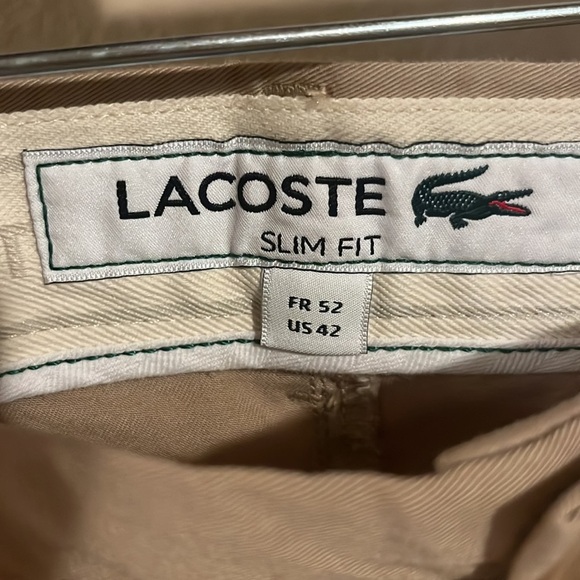 LACOSTE
SLIM FIT
FR 52
US 42